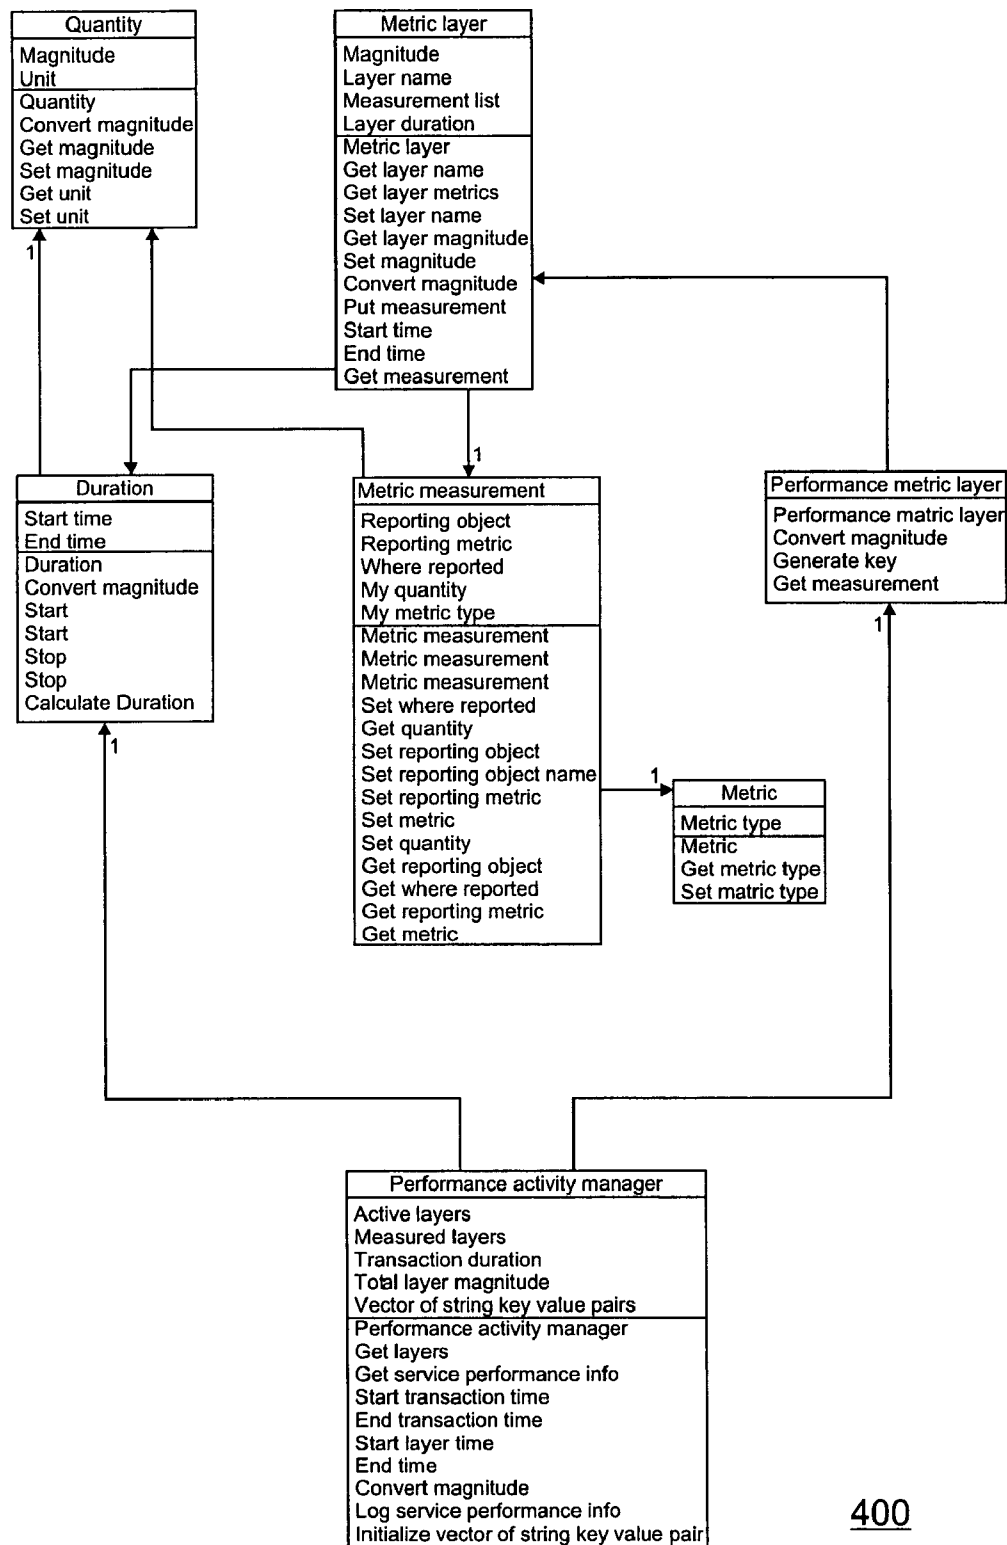 Quantity
Magnitude
Unit
Quantity
Convert magnitude
Get magnitude
Set magnitude
Get unit
Set unit
1
Metric layer
Magnitude
Layer name
Measurement list
Layer duration
Metric layer
Get layer name
Get layer metrics
Set layer name
Get layer magnitude
Set magnitude
Convert magnitude
Put measurement
Start time
End time
Get measurement
1
Duration
Start time
End time
Duration
Convert magnitude
Start
Start
Stop
Stop
Calculate Duration
1
Metric measurement
Reporting object
Reporting metric
Where reported
My quantity
My metric type
Metric measurement
Metric measurement
Metric measurement
Set where reported
Get quantity
Set reporting object
Set reporting object name
Set reporting metric
Set metric
Set quantity
Get reporting object
Get where reported
Get reporting metric
Get metric
1
Performance metric layer
Performance matric layer
Convert magnitude
Generate key
Get measurement
1
Metric
Metric type
Metric
Get metric type
Set matric type
Performance activity manager
Active layers
Measured layers
Transaction duration
Total layer magnitude
Vector of string key value pairs
Performance activity manager
Get layers
Get service performance info
Start transaction time
End transaction time
Start layer time
End time
Convert magnitude
Log service performance info
Initialize vector of string key value pair
400